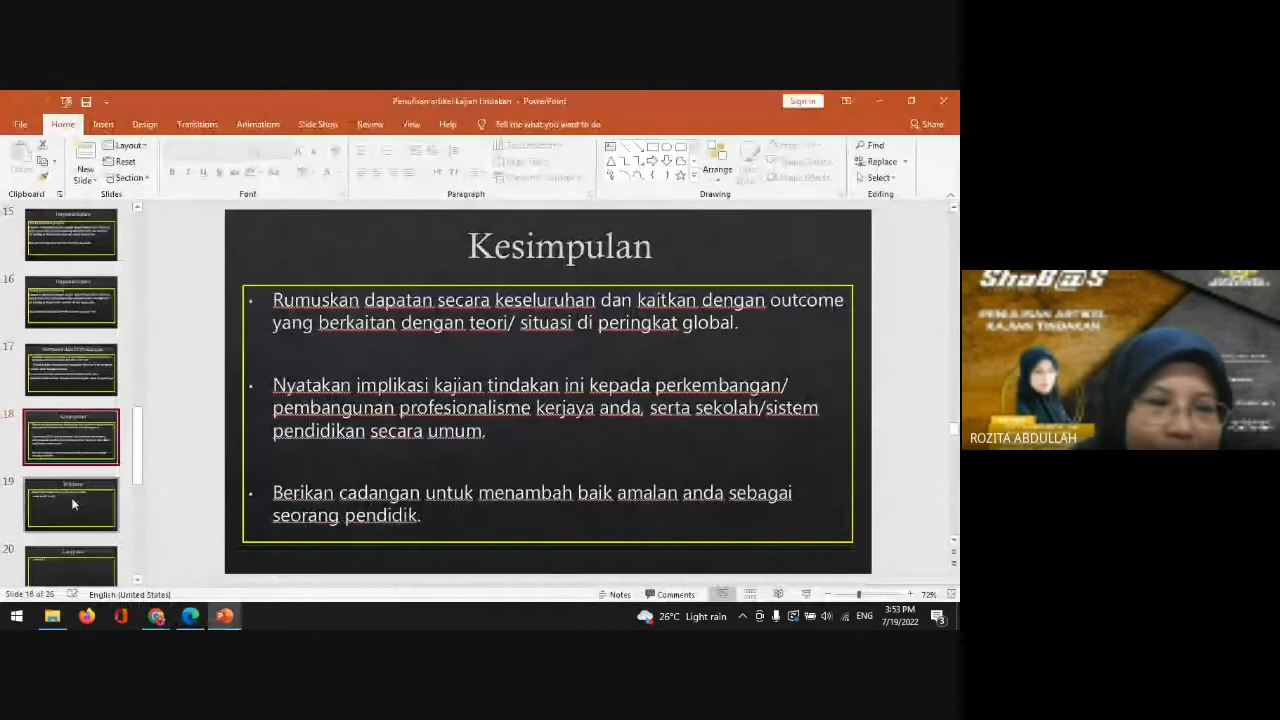 Penulisan artikel kajian tindakan - PowerPoint
Sign in
File Home Insert Design Transitions Animations Slide Show Review View Help Tell me what you want to do Share
New
Slide
Layout
Reset
Section
Arrange
Find
Replace
Select
Clipboard Slides Font Paragraph Drawing Editing
15
16
17
18
19
20
Kesimpulan
• Rumuskan dapatan secara keseluruhan dan kaitkan dengan outcome
yang berkaitan dengan teori/ situasi di peringkat global.
• Nyatakan implikasi kajian tindakan ini kepada perkembangan/
pembangunan profesionalisme kerjaya anda, serta sekolah/sistem
pendidikan secara umum.
• Berikan cadangan untuk menambah baik amalan anda sebagai
seorang pendidik.
PENULISAN ARTIKEL
KAJIAN TINDAKAN
ROZITA ABDULLAH
Slide 18 of 26 English (United States) Notes Comments 72%
26°C Light rain ENG
3:53 PM
7/19/2022
3